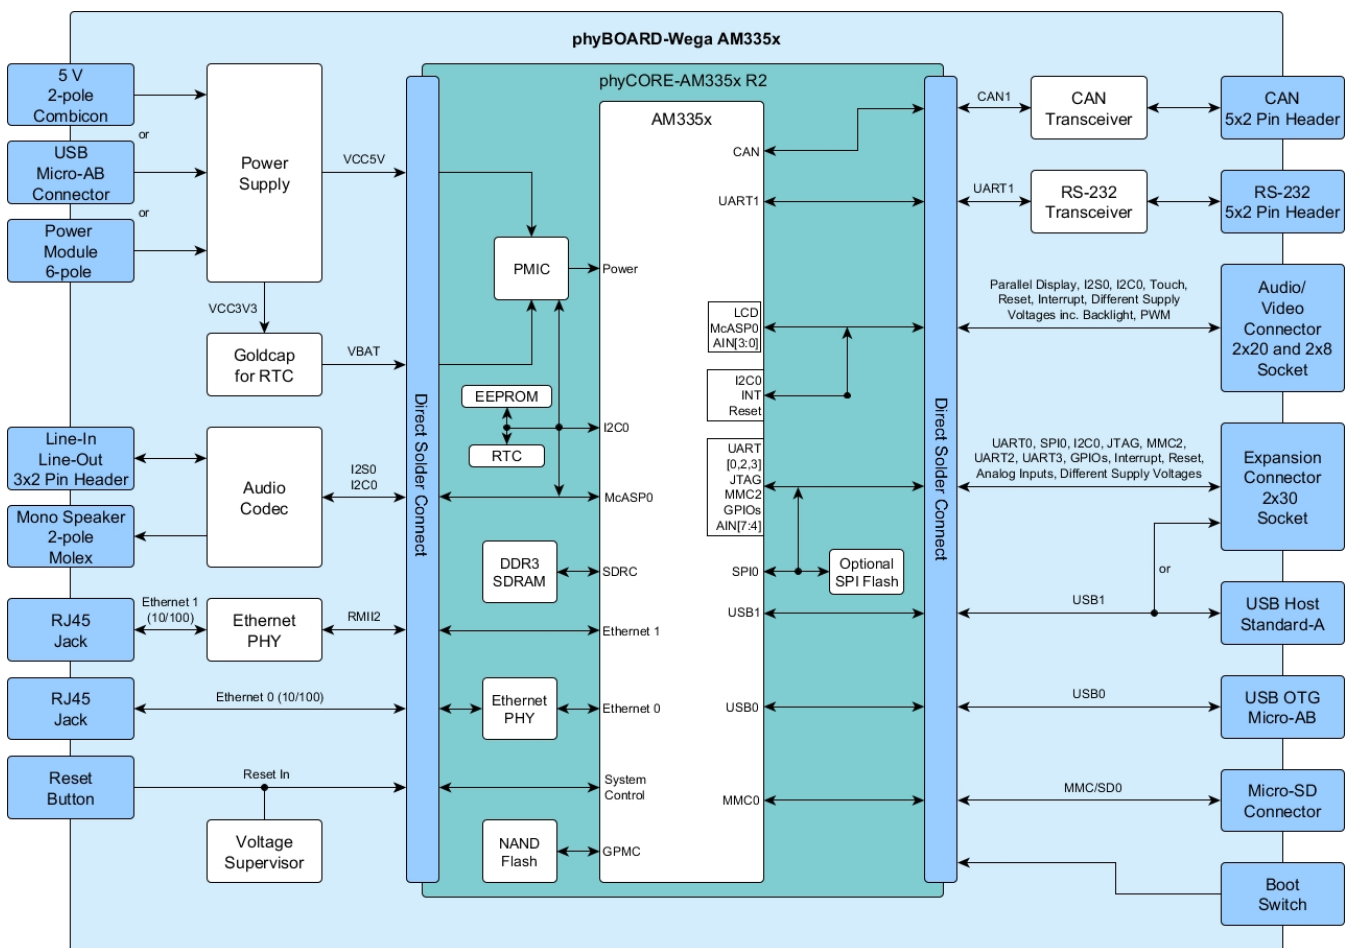 phyBOARD-Wega AM335x
phyCORE-AM335x R2
AM335x
5 V
2-pole
Combicon
or
USB
Micro-AB
Connector
or
Power
Module
6-pole
Power
Supply
VCC5V
VCC3V3
Goldcap
for RTC
VBAT
Line-In
Line-Out
3x2 Pin Header
Mono Speaker
2-pole
Molex
Audio
Codec
I2S0
I2C0
RJ45
Jack
Ethernet 1
(10/100)
Ethernet
PHY
RMII2
RJ45
Jack
Ethernet 0 (10/100)
Reset
Button
Reset In
Voltage
Supervisor
Direct Solder Connect
PMIC
EEPROM
RTC
DDR3
SDRAM
Ethernet
PHY
NAND
Flash
Power
I2C0
McASP0
SDRC
Ethernet 1
Ethernet 0
System
Control
GPMC
CAN
UART1
LCD
McASP0
AIN[3:0]
I2C0
INT
Reset
UART
[0,2,3]
JTAG
MMC2
GPIOs
AIN[7:4]
SPI0
USB1
USB0
MMC0
Optional
SPI Flash
Direct Solder Connect
CAN1
CAN
Transceiver
CAN
5x2 Pin Header
UART1
RS-232
Transceiver
RS-232
5x2 Pin Header
Parallel Display, I2S0, I2C0, Touch,
Reset, Interrupt, Different Supply
Voltages inc. Backlight, PWM
Audio/
Video
Connector
2x20 and 2x8
Socket
UART0, SPI0, I2C0, JTAG, MMC2,
UART2, UART3, GPIOs, Interrupt, Reset,
Analog Inputs, Different Supply Voltages
Expansion
Connector
2x30
Socket
or
USB1
USB Host
Standard-A
USB0
USB OTG
Micro-AB
MMC/SD0
Micro-SD
Connector
Boot
Switch